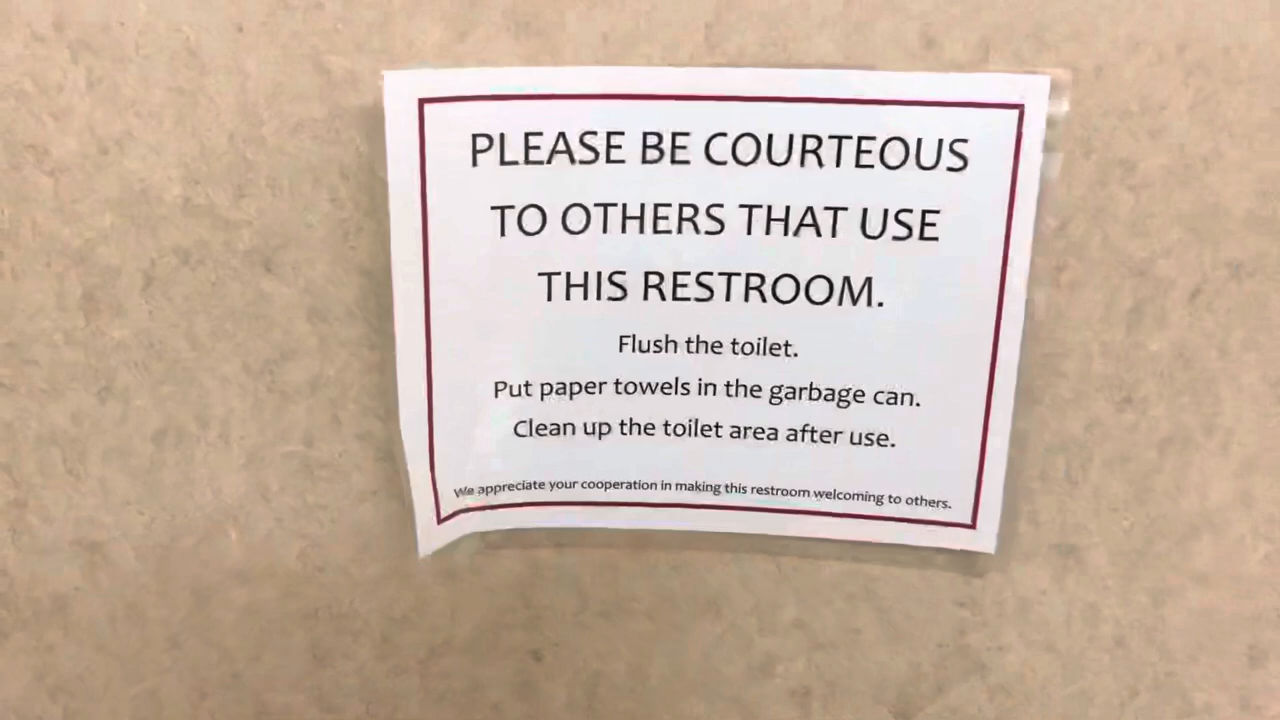 PLEASE BE COURTEOUS
TO OTHERS THAT USE
THIS RESTROOM.
Flush the toilet.
Put paper towels in the garbage can.
Clean up the toilet area after use.
We appreciate your cooperation in making this restroom welcoming to others.